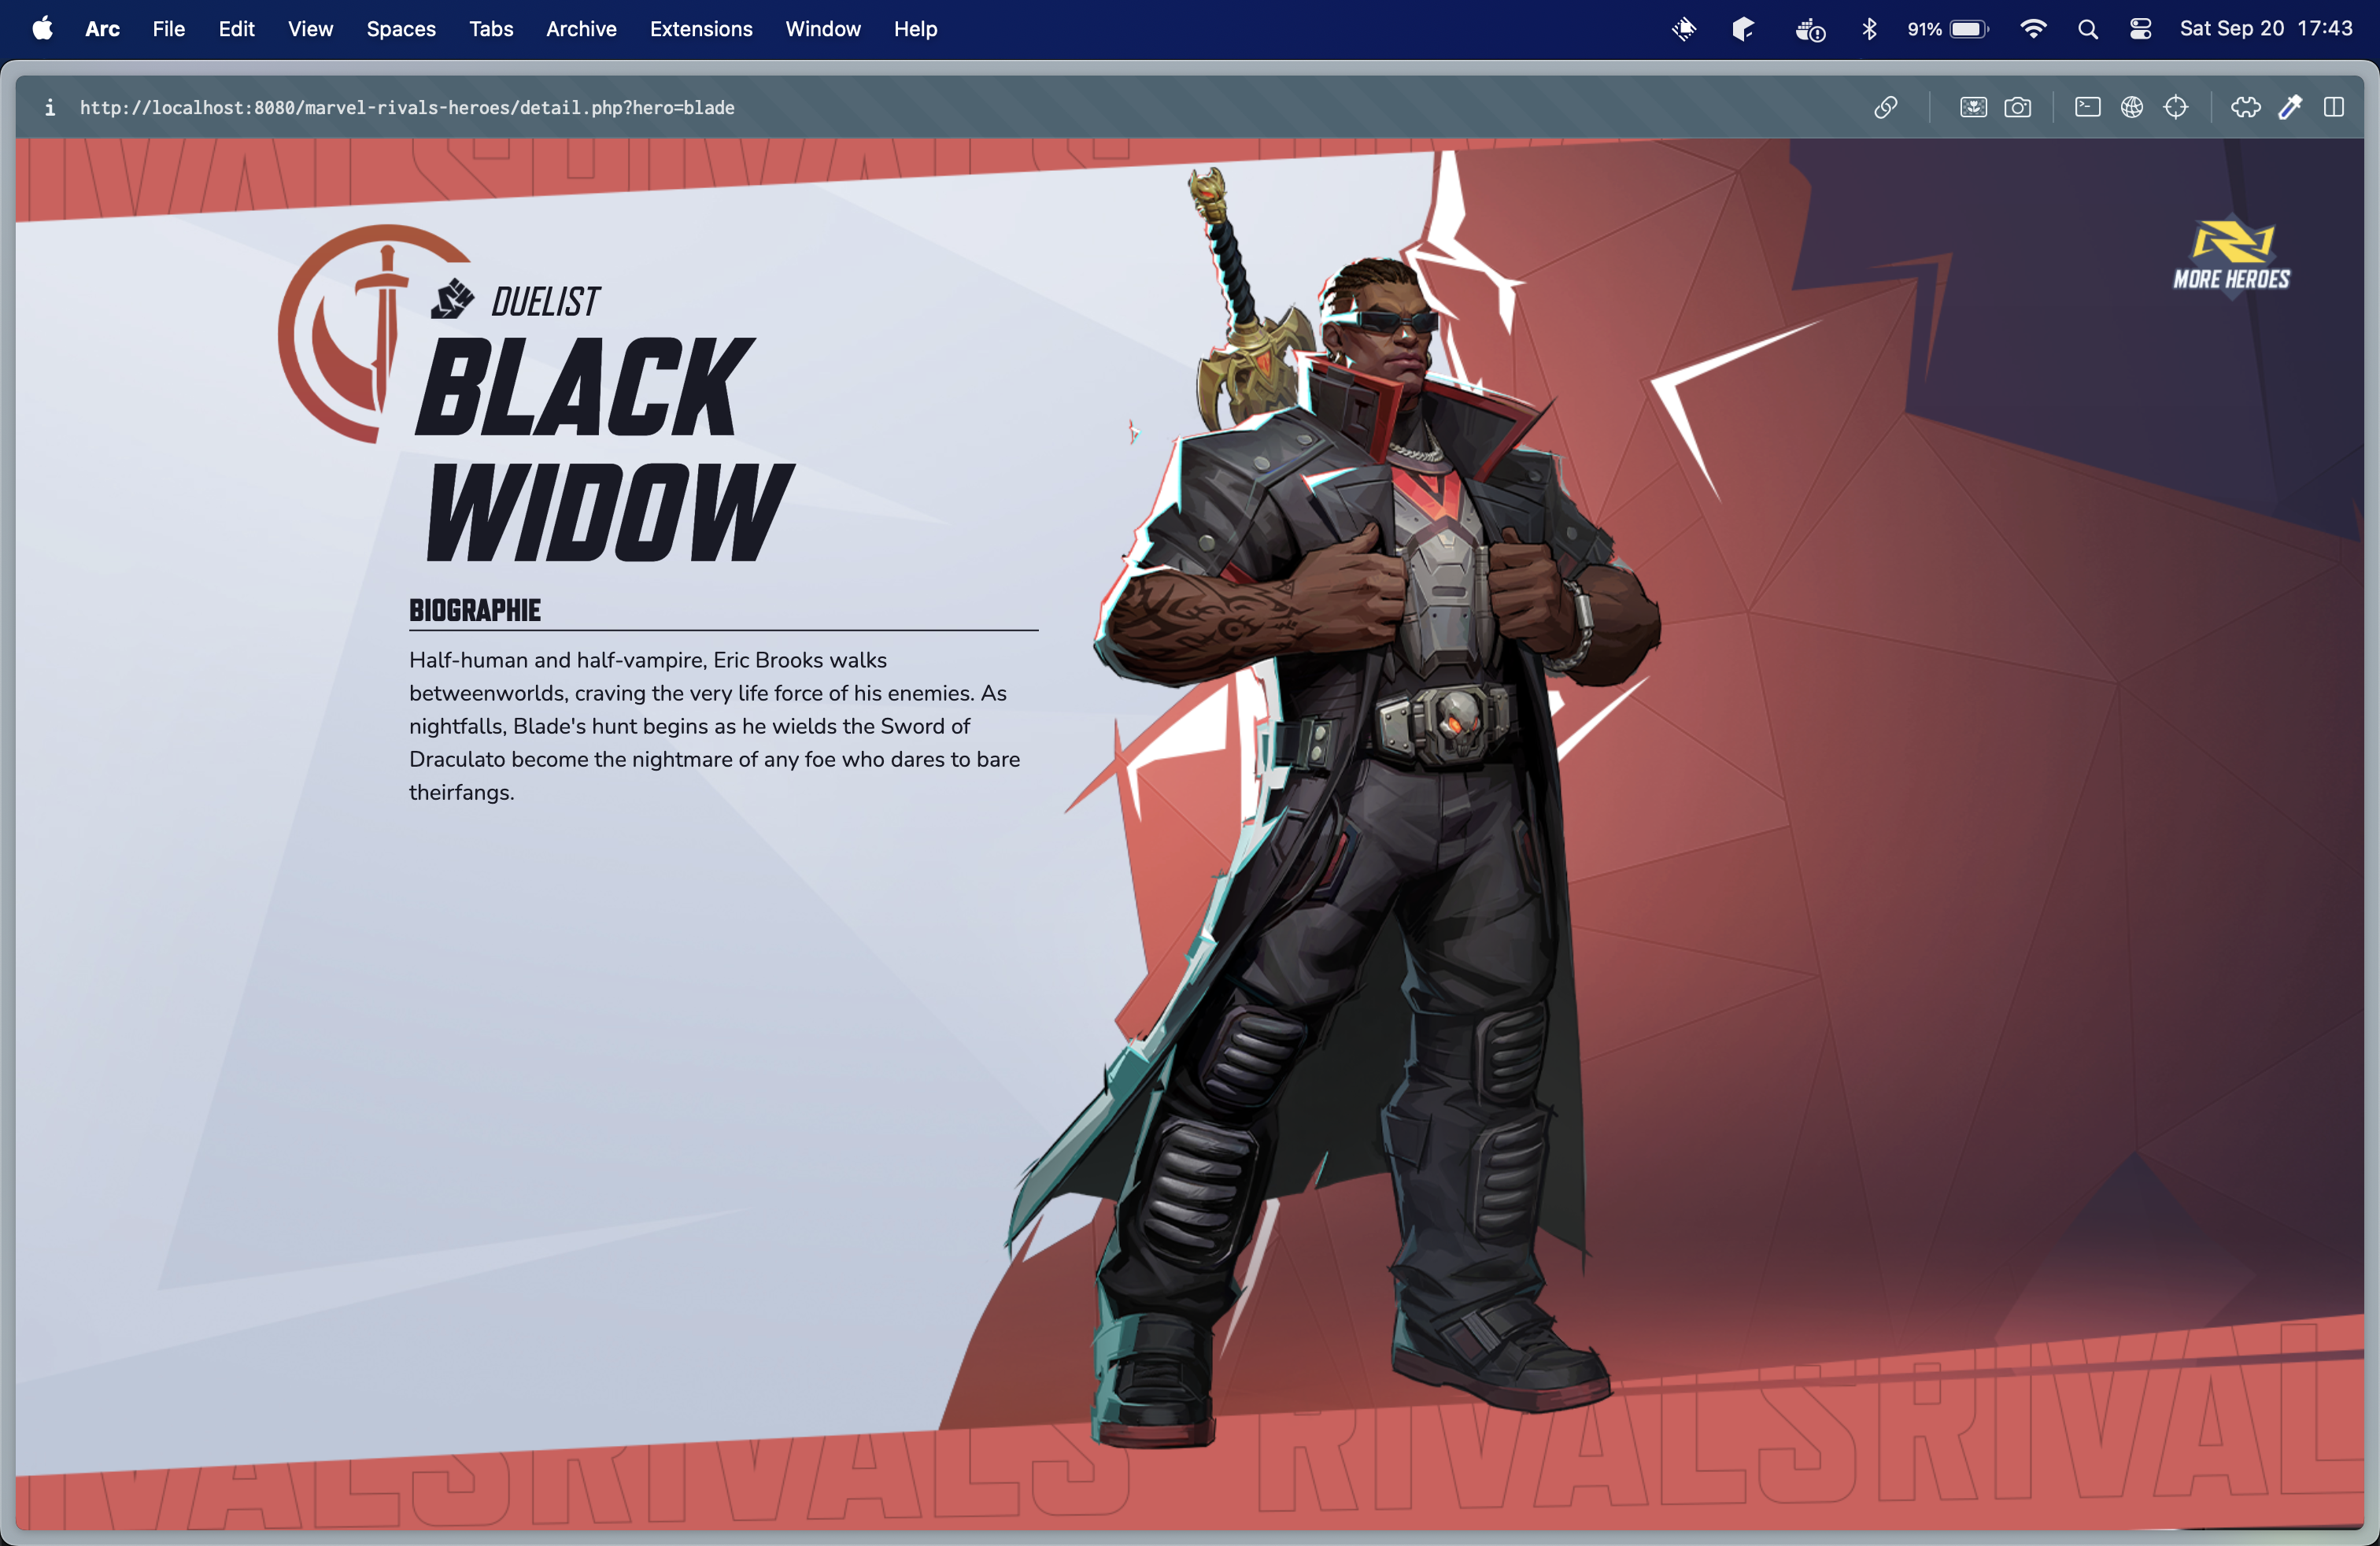 Arc File Edit View Spaces Tabs Archive Extensions Window Help 91% Sat Sep 20 17:43
http://localhost:8080/marvel-rivals-heroes/detail.php?hero=blade
RIVALSRIVALS
MORE HEROES
DUELIST
BLACK
WIDOW
BIOGRAPHIE
Half-human and half-vampire, Eric Brooks walks
betweenworlds, craving the very life force of his enemies. As
nightfalls, Blade's hunt begins as he wields the Sword of
Draculato become the nightmare of any foe who dares to bare
theirfangs.
IVALSRIVALS RIVALSRIVAL